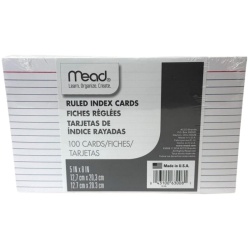 Mead
Learn. Organize. Create.
RULED INDEX CARDS
FICHES RÉGLÉES
TARJETAS DE
ÍNDICE RAYADAS
100 CARDS/FICHES/
TARJETAS
5 IN X 8 IN
12,7 cm x 20,3 cm
12.7 cm x 20.3 cm
Made in U.S.A.